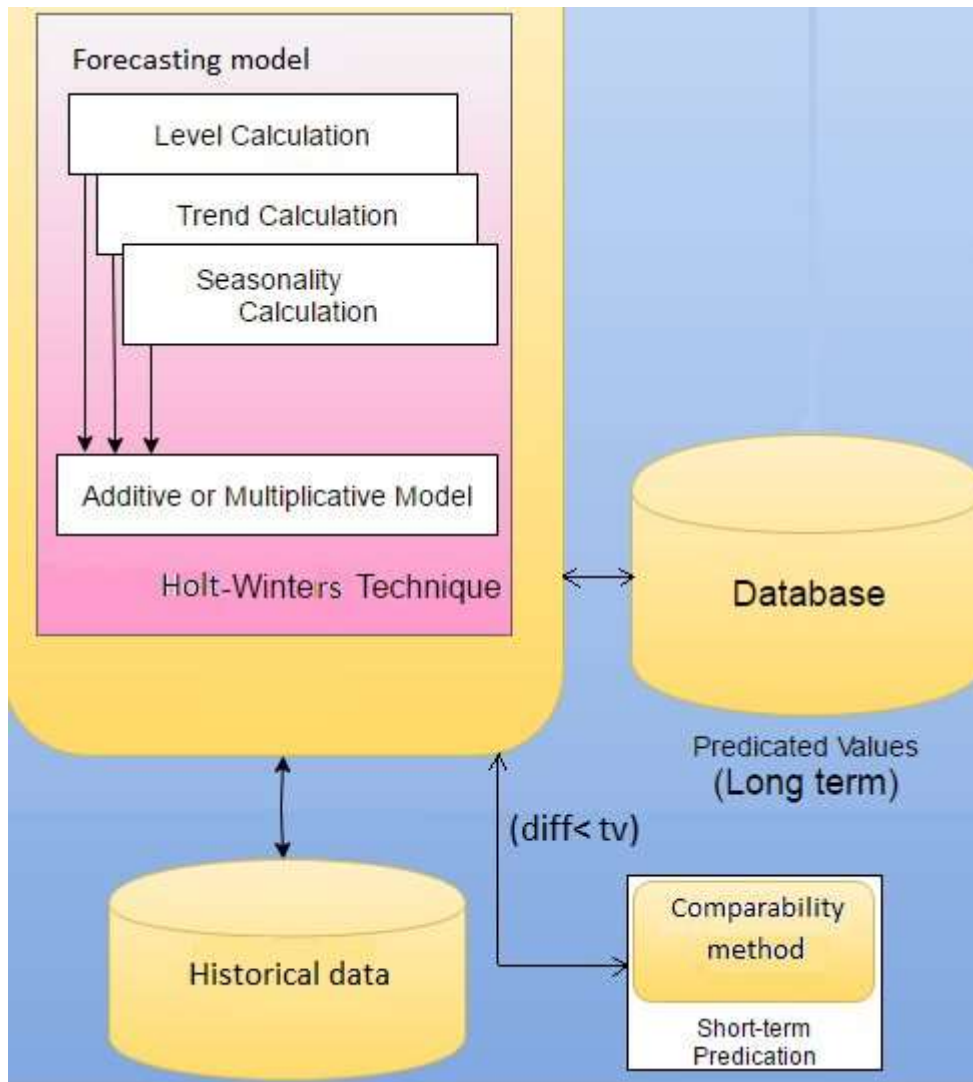 Forecasting model
Level Calculation
Trend Calculation
Seasonality
Calculation
Additive or Multiplicative Model
Holt-Winters Technique
Database
Predicated Values
(Long term)
(diff< tv)
Historical data
Comparability
method
Short-term
Predication